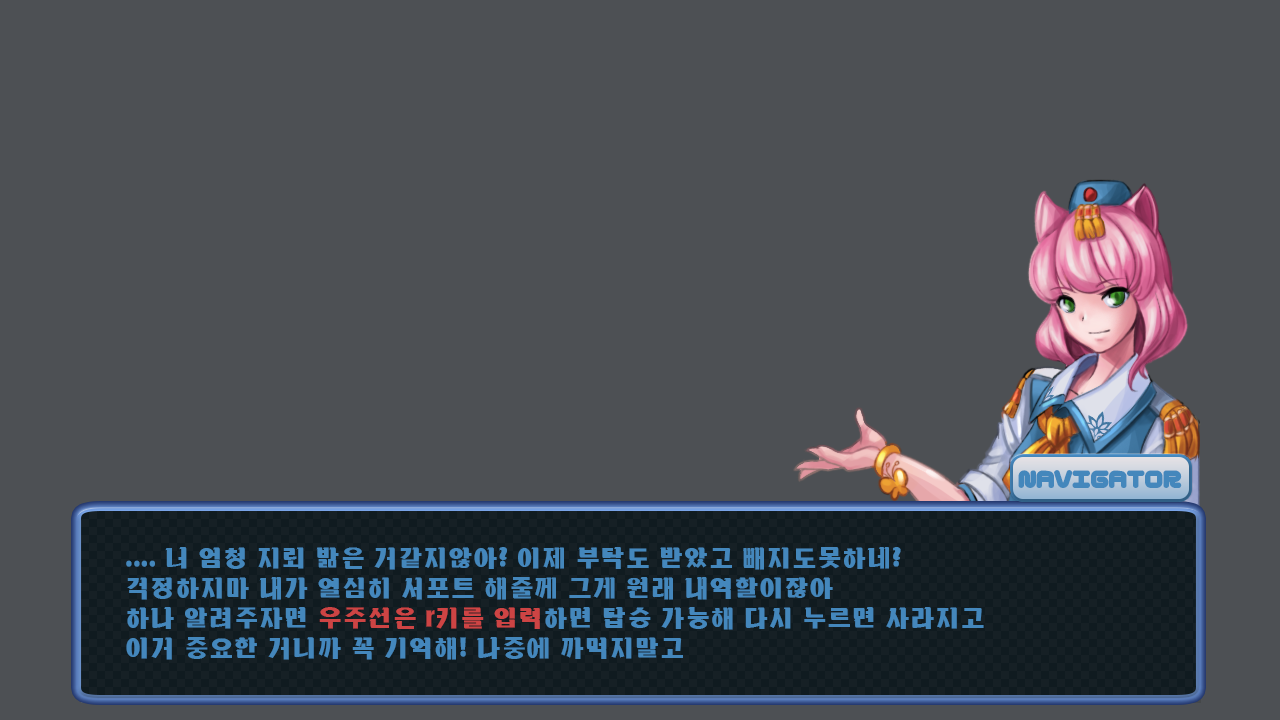 NAVIGATOR
....너 엄청 지뢰 밟은 거같지않아? 이제 부탁도 받았고 빼지도못하네?
걱정하지마 내가 열심히 서포트 해줄께 그게 원래 내역할이잖아
하나 알려주자면 우주선은 r키를 입력하면 탑승 가능해 다시 누르면 사라지고
이거 중요한 거니까 꼭 기억해! 나중에 까먹지말고